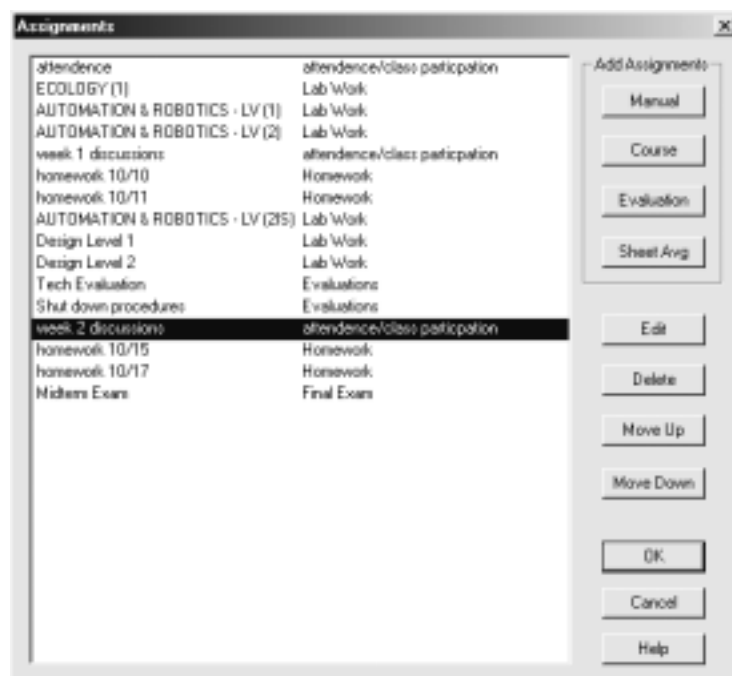 Assignments
attendence attendence/class particpation
ECOLOGY (1) Lab Work
AUTOMATION & ROBOTICS - LV (1) Lab Work
AUTOMATION & ROBOTICS - LV (2) Lab Work
week 1 discussions attendence/class particpation
homework 10/10 Homework
homework 10/11 Homework
AUTOMATION & ROBOTICS - LV (2IS) Lab Work
Design Level 1 Lab Work
Design Level 2 Lab Work
Tech Evaluation Evaluations
Shut down procedures Evaluations
week 2 discussions attendence/class particpation
homework 10/15 Homework
homework 10/17 Homework
Midterm Exam Final Exam
Add Assignments
Manual
Course
Evaluation
Sheet Avg
Edit
Delete
Move Up
Move Down
OK
Cancel
Help